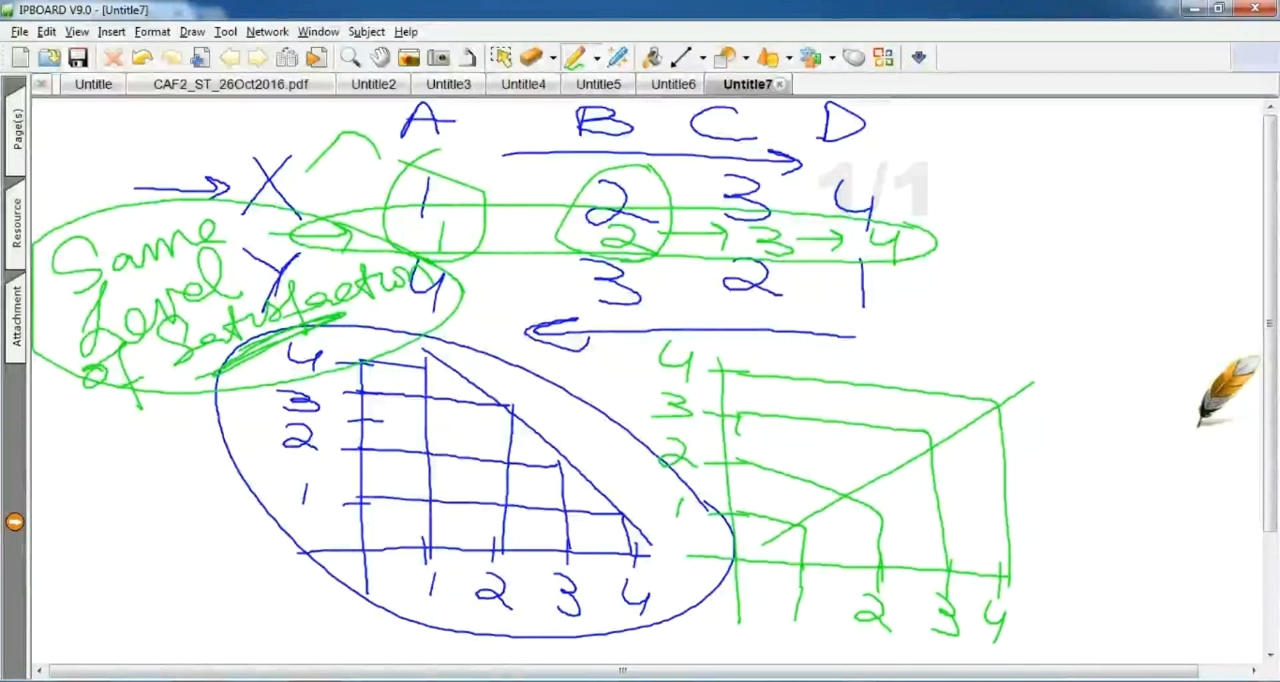 IPBOARD V9.0 - [Untitle7]
File Edit View Insert Format Draw Tool Network Window Subject Help
Untitle CAF2_ST_26Oct2016.pdf Untitle2 Untitle3 Untitle4 Untitle5 Untitle6 Untitle7
Page(s)
Resource
Attachment
1/1
A B C D
X 1 2 3 4
1 2 3 4
Y 4 3 2 1
Same
Level
of Satisfaction
4
3
2
1
1 2 3 4
4
3
2
1
1 2 3 4